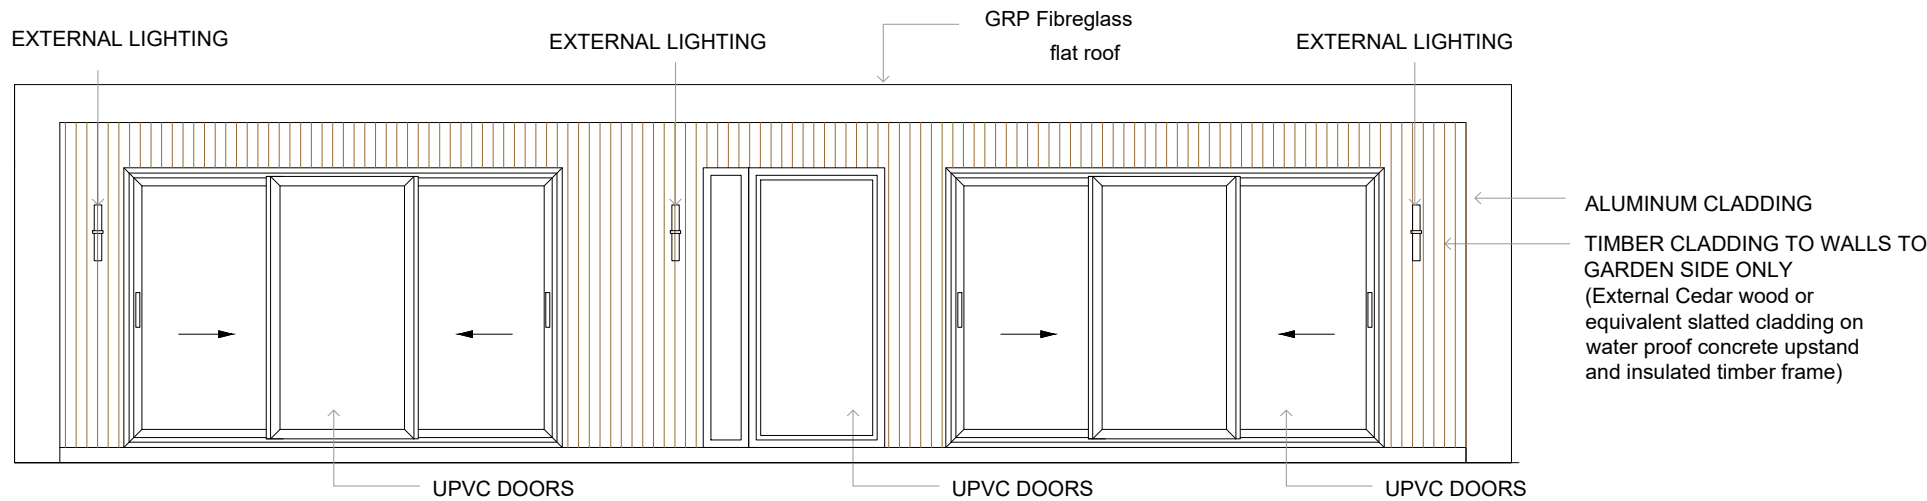 GRP Fibreglass
flat roof
EXTERNAL LIGHTING
EXTERNAL LIGHTING
EXTERNAL LIGHTING
ALUMINUM CLADDING
TIMBER CLADDING TO WALLS TO
GARDEN SIDE ONLY
(External Cedar wood or
equivalent slatted cladding on
water proof concrete upstand
and insulated timber frame)
UPVC DOORS
UPVC DOORS
UPVC DOORS